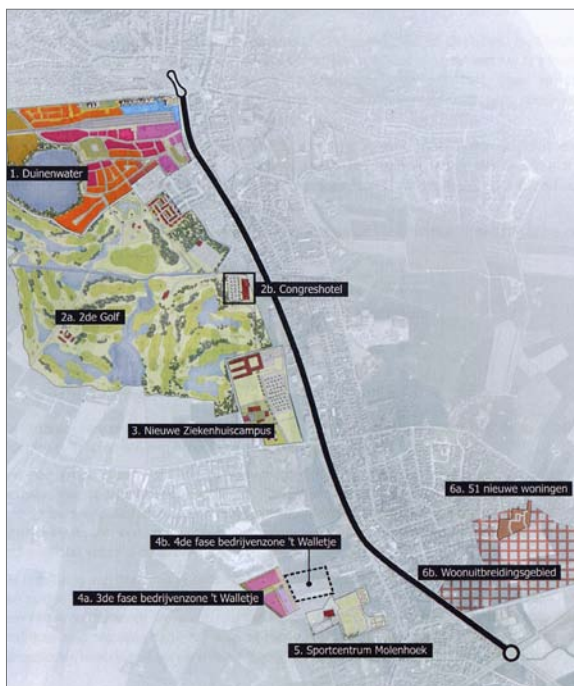 1. Duinenwater
2b. Congreshotel
2a. 2de Golf
3. Nieuwe Ziekenhuiscampus
6a. 51 nieuwe woningen
4b. 4de fase bedrijvenzone 't Walletje
6b. Woonuitbreidingsgebied
4a. 3de fase bedrijvenzone 't Walletje
5. Sportcentrum Molenhoek